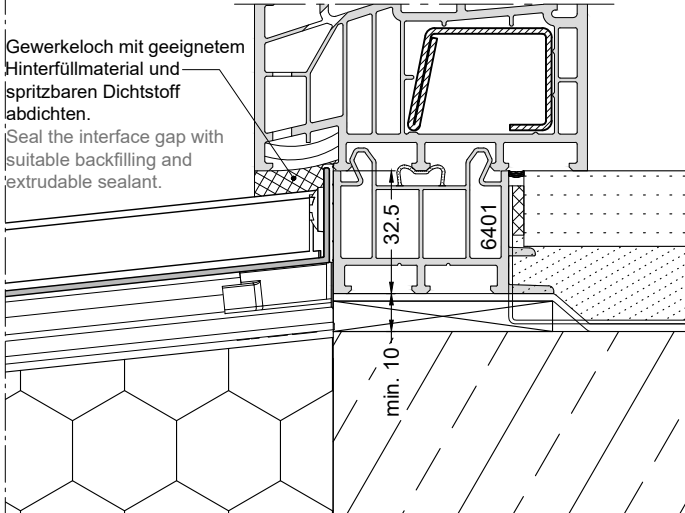 Gewerkeloch mit geeignetem
Hinterfüllmaterial und
spritzbaren Dichtstoff
abdichten.
Seal the interface gap with
suitable backfilling and
extrudable sealant.
32.5
6401
min. 10